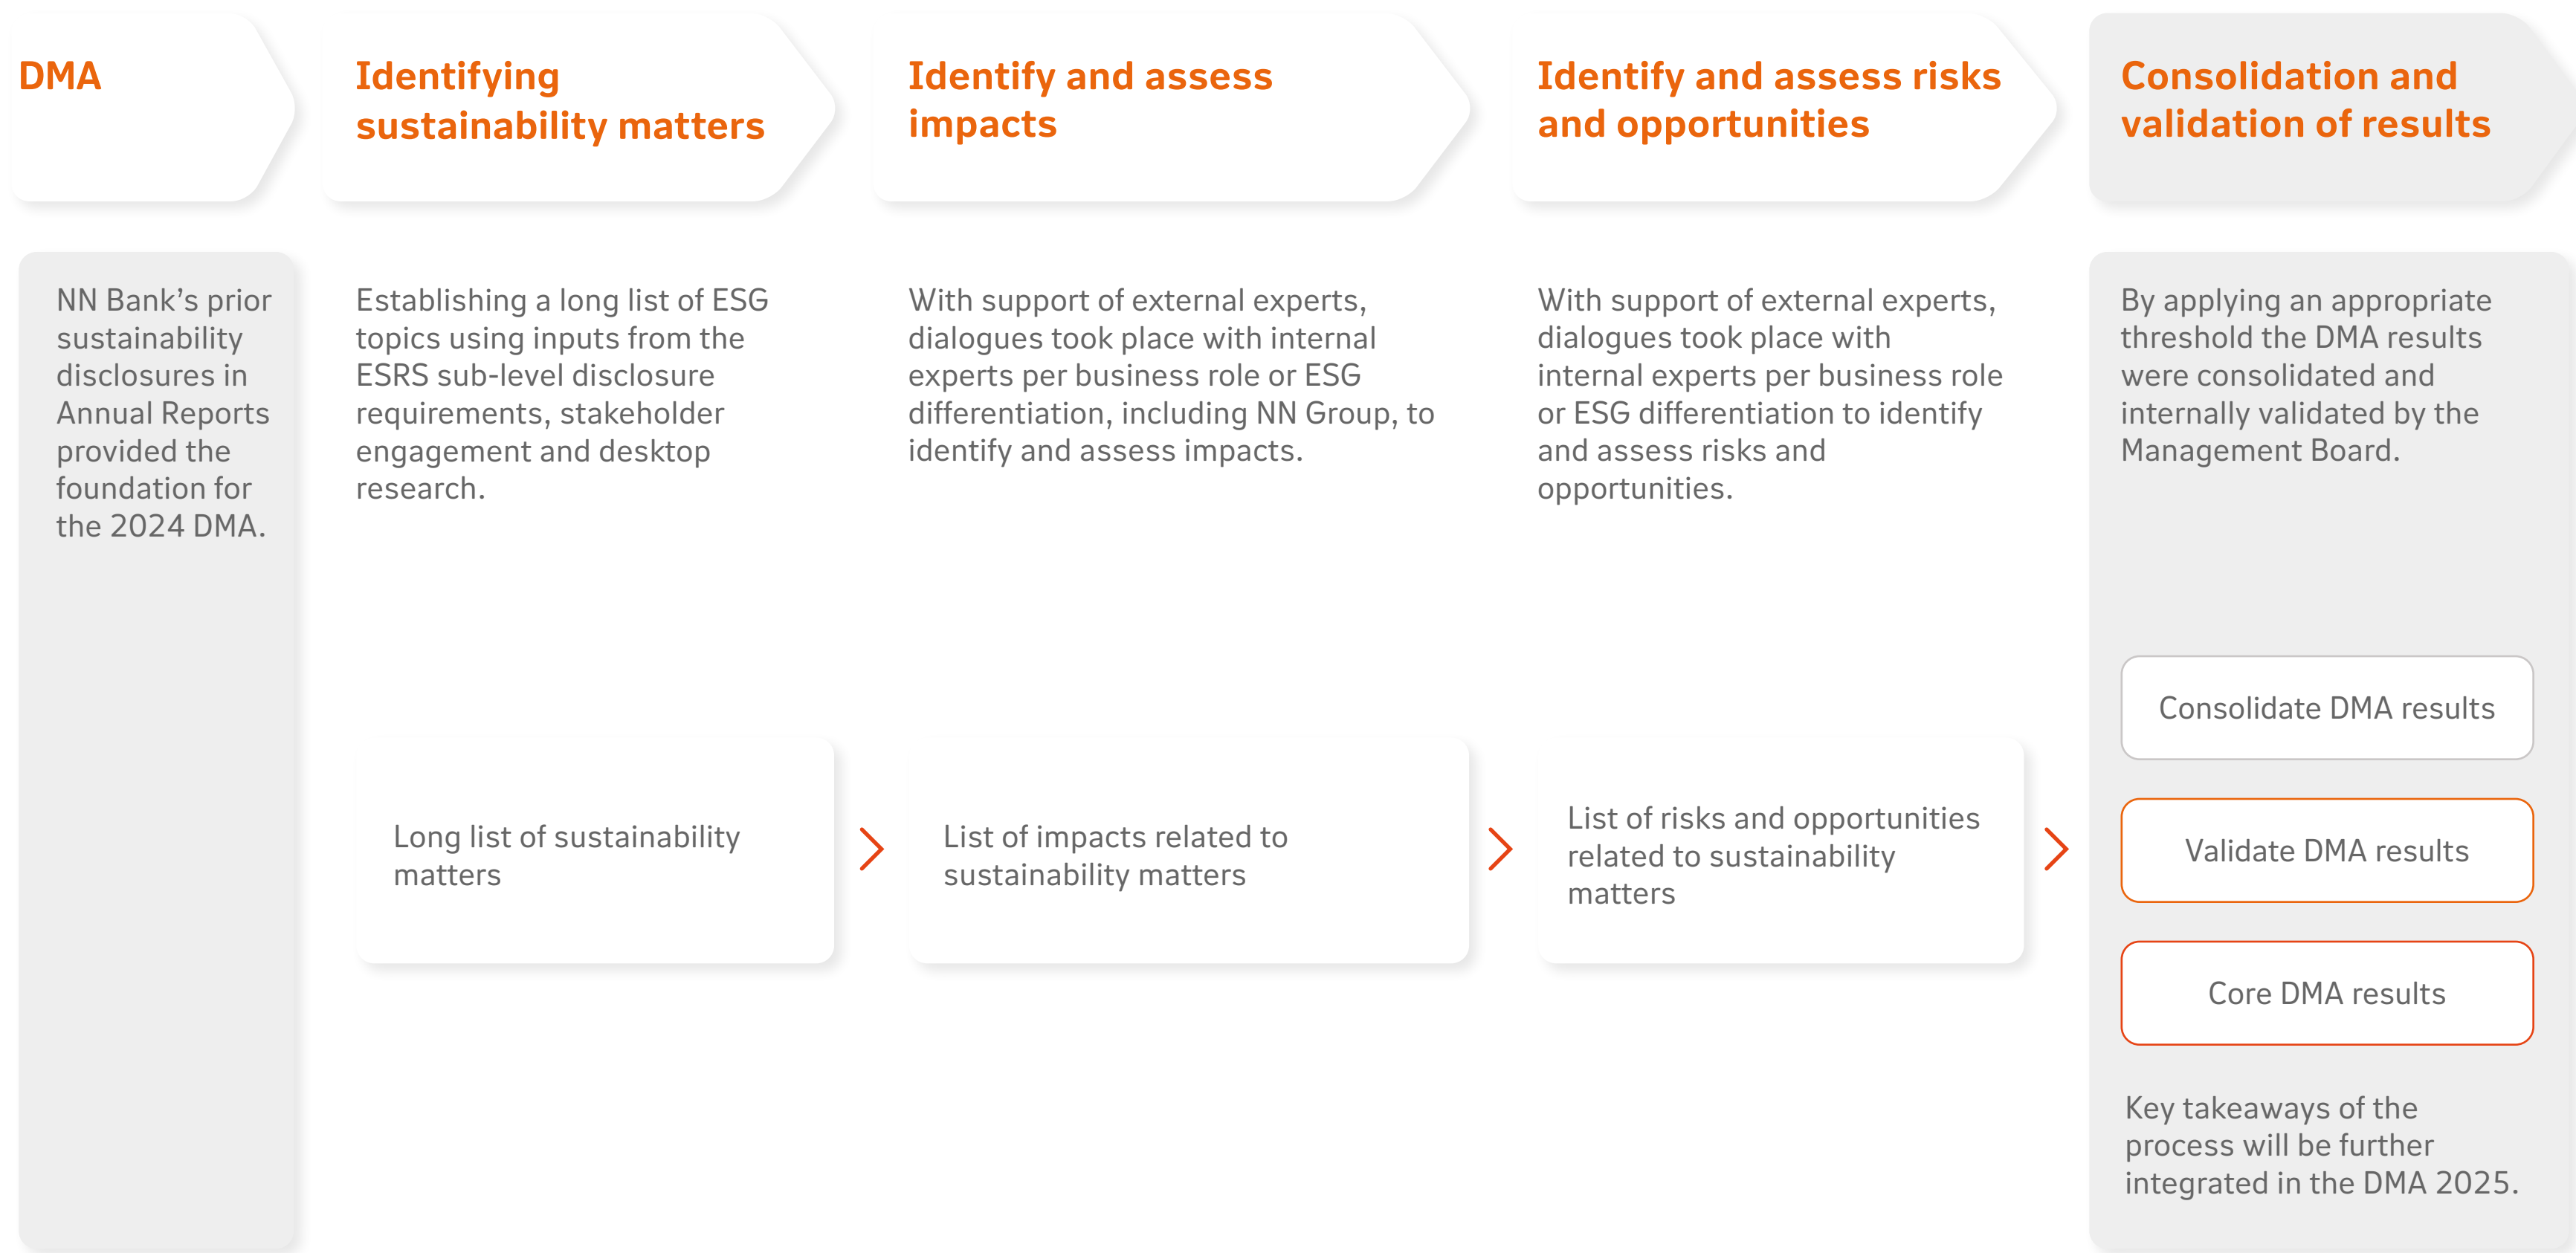 DMA
Identifying
sustainability matters
Identify and assess
impacts
Identify and assess risks
and opportunities
Consolidation and
validation of results
NN Bank’s prior
sustainability
disclosures in
Annual Reports
provided the
foundation for
the 2024 DMA.
Establishing a long list of ESG
topics using inputs from the
ESRS sub-level disclosure
requirements, stakeholder
engagement and desktop
research.
With support of external experts,
dialogues took place with internal
experts per business role or ESG
differentiation, including NN Group, to
identify and assess impacts.
With support of external experts,
dialogues took place with
internal experts per business role
or ESG differentiation to identify
and assess risks and
opportunities.
By applying an appropriate
threshold the DMA results
were consolidated and
internally validated by the
Management Board.
Long list of sustainability
matters
List of impacts related to
sustainability matters
List of risks and opportunities
related to sustainability
matters
Consolidate DMA results
Validate DMA results
Core DMA results
Key takeaways of the
process will be further
integrated in the DMA 2025.